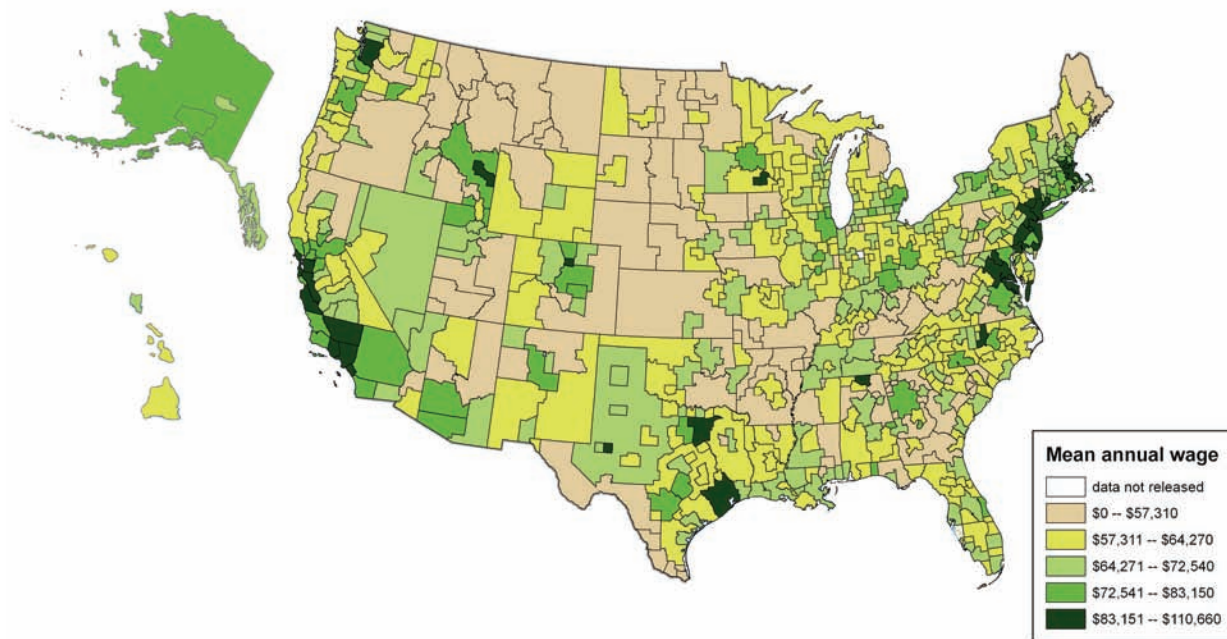 Mean annual wage
data not released
$0 -- $57,310
$57,311 -- $64,270
$64,271 -- $72,540
$72,541 -- $83,150
$83,151 -- $110,660